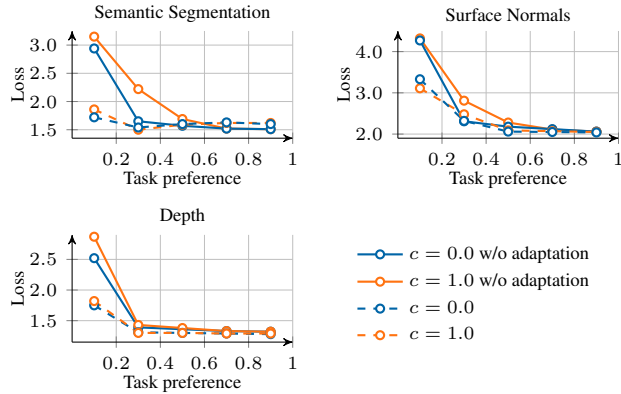 Semantic Segmentation
3.0
2.5
2.0
1.5
Loss
0.2 0.4 0.6 0.8 1
Task preference
Surface Normals
4.0
3.0
2.0
Loss
0.2 0.4 0.6 0.8 1
Task preference
Depth
2.5
2.0
1.5
Loss
0.2 0.4 0.6 0.8 1
Task preference
c = 0.0 w/o adaptation
c = 1.0 w/o adaptation
c = 0.0
c = 1.0